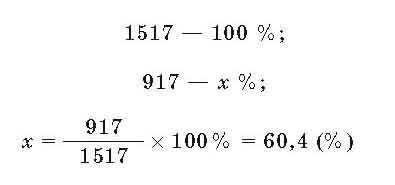 1517 — 100 %;
917 — x %;
x = 917/1517 × 100% = 60,4 (%)